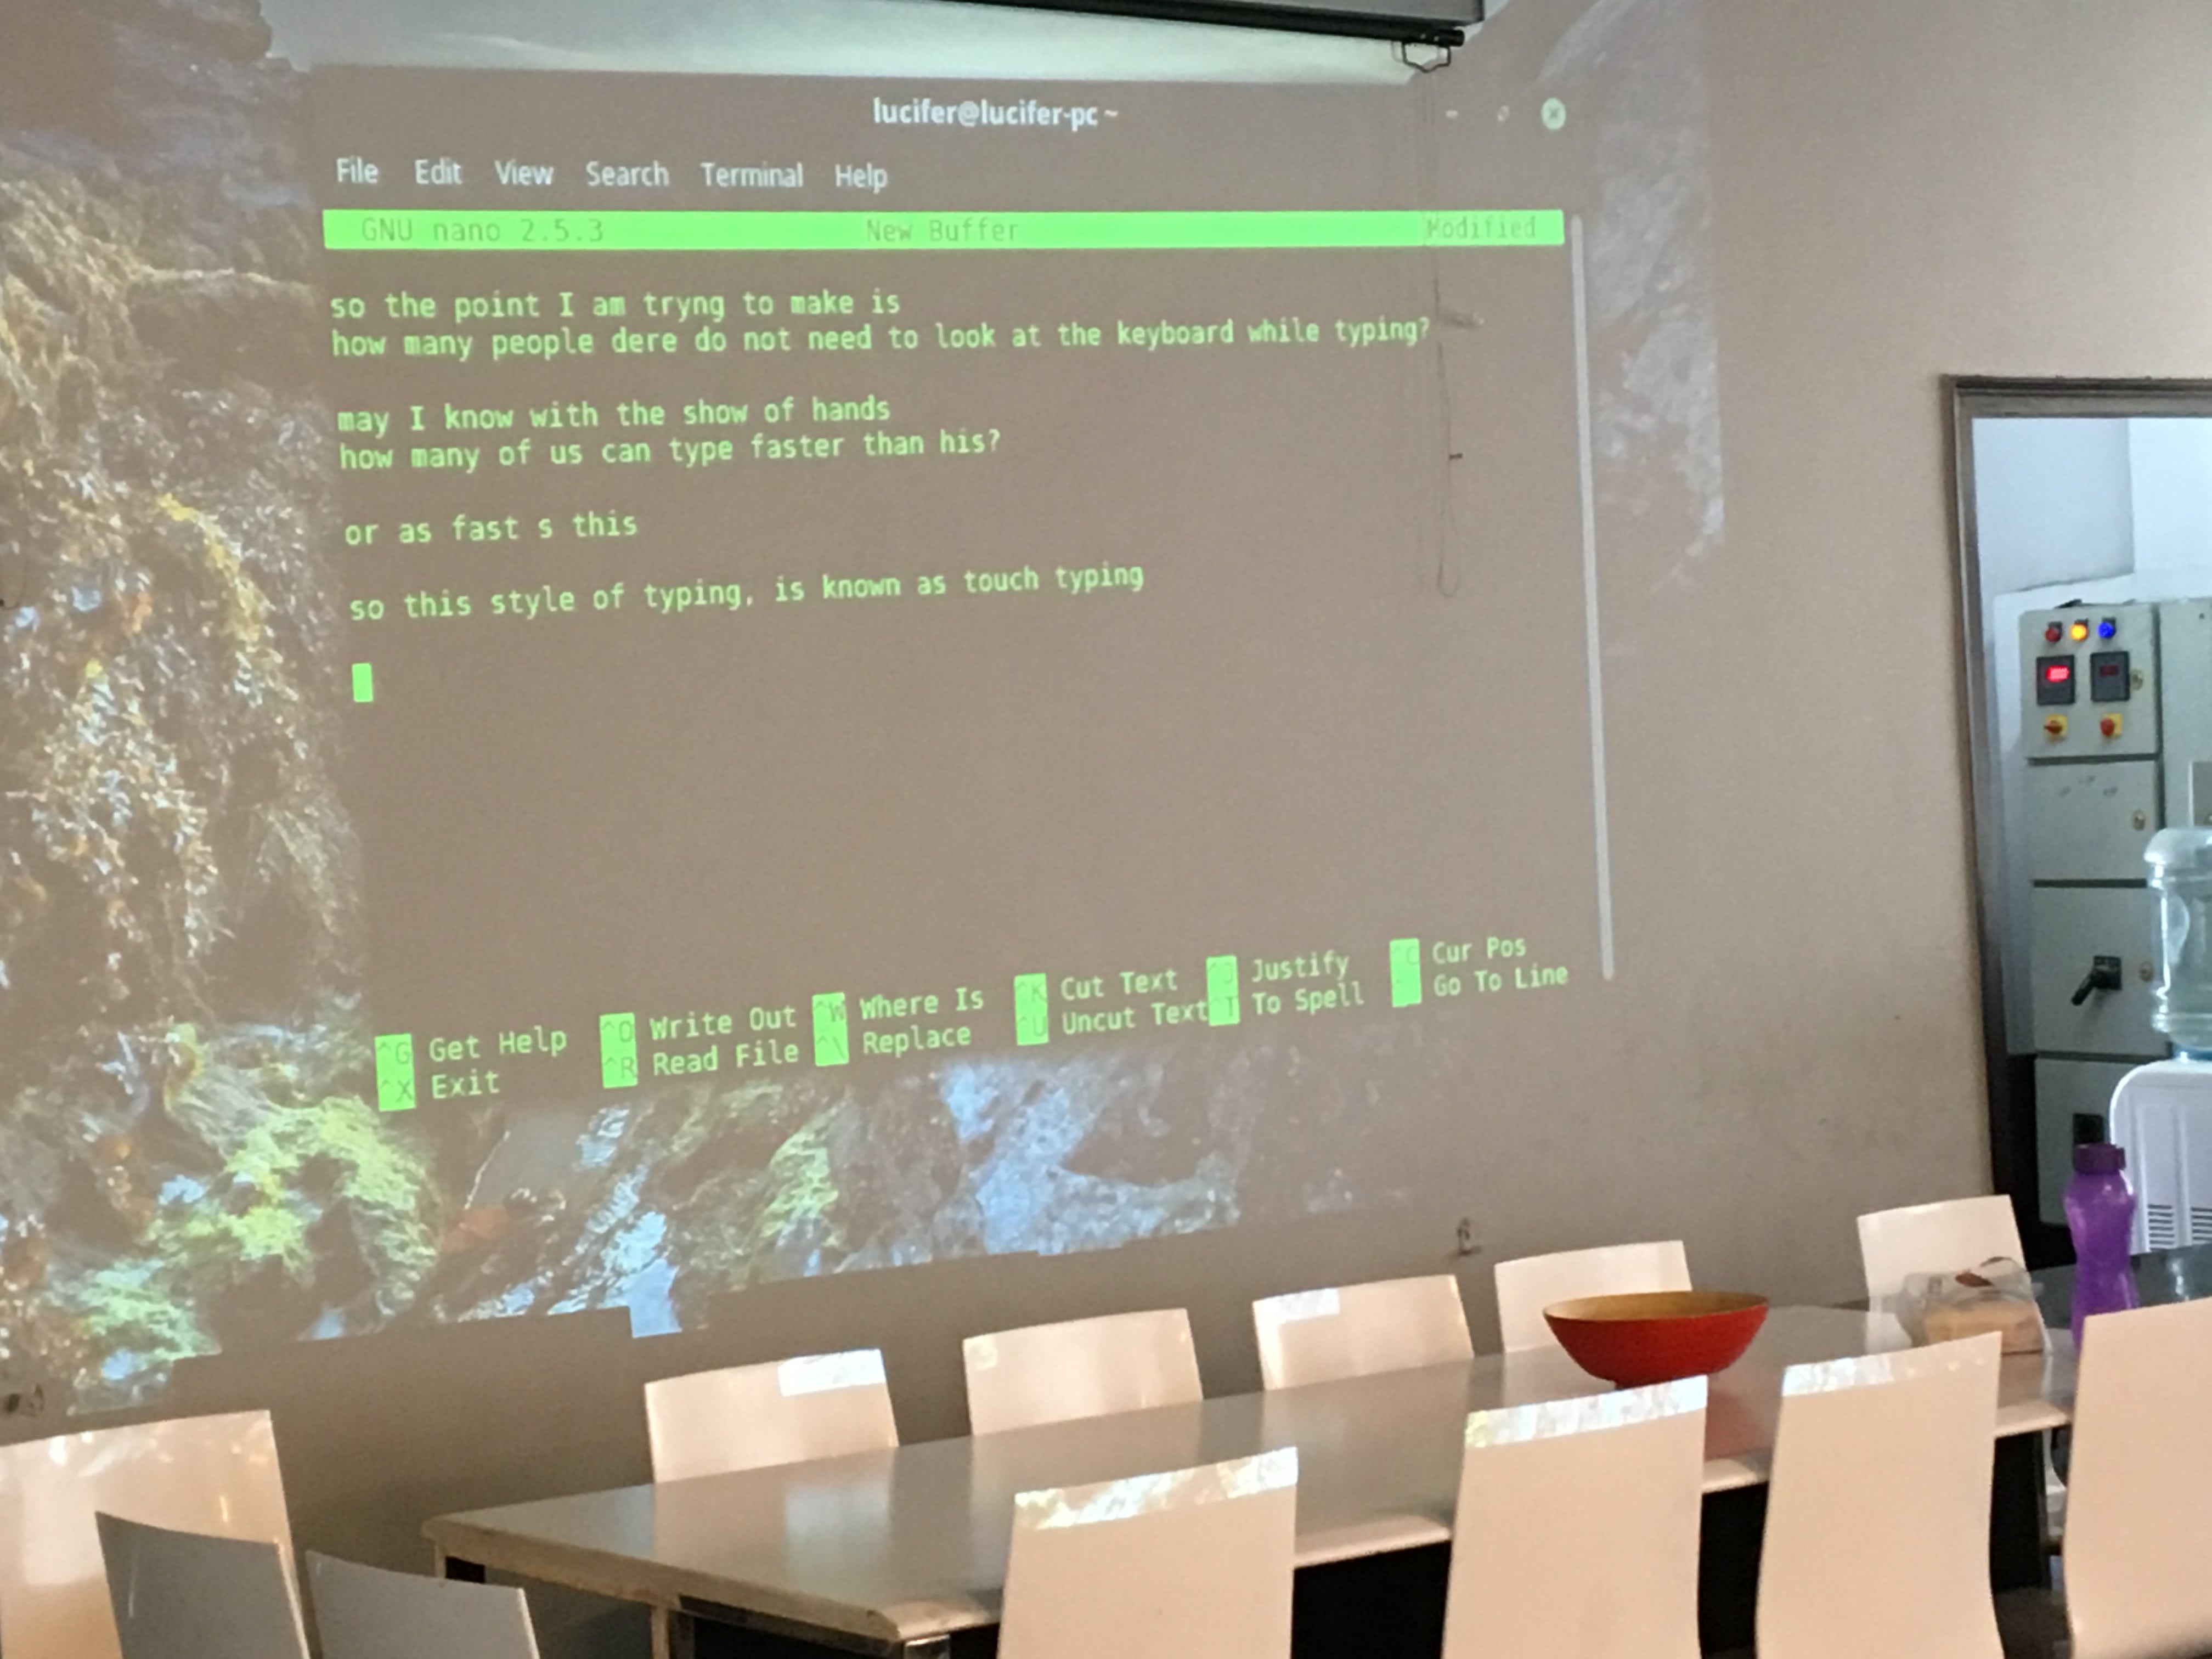 lucifer@lucifer-pc ~
File Edit View Search Terminal Help
GNU nano 2.5.3 New Buffer Modified
so the point I am tryng to make is
how many people dere do not need to look at the keyboard while typing?
may I know with the show of hands
how many of us can type faster than his?
or as fast s this
so this style of typing, is known as touch typing
^G Get Help ^O Write Out ^W Where Is ^K Cut Text ^J Justify ^C Cur Pos
^X Exit ^R Read File ^\ Replace ^U Uncut Text ^T To Spell Go To Line